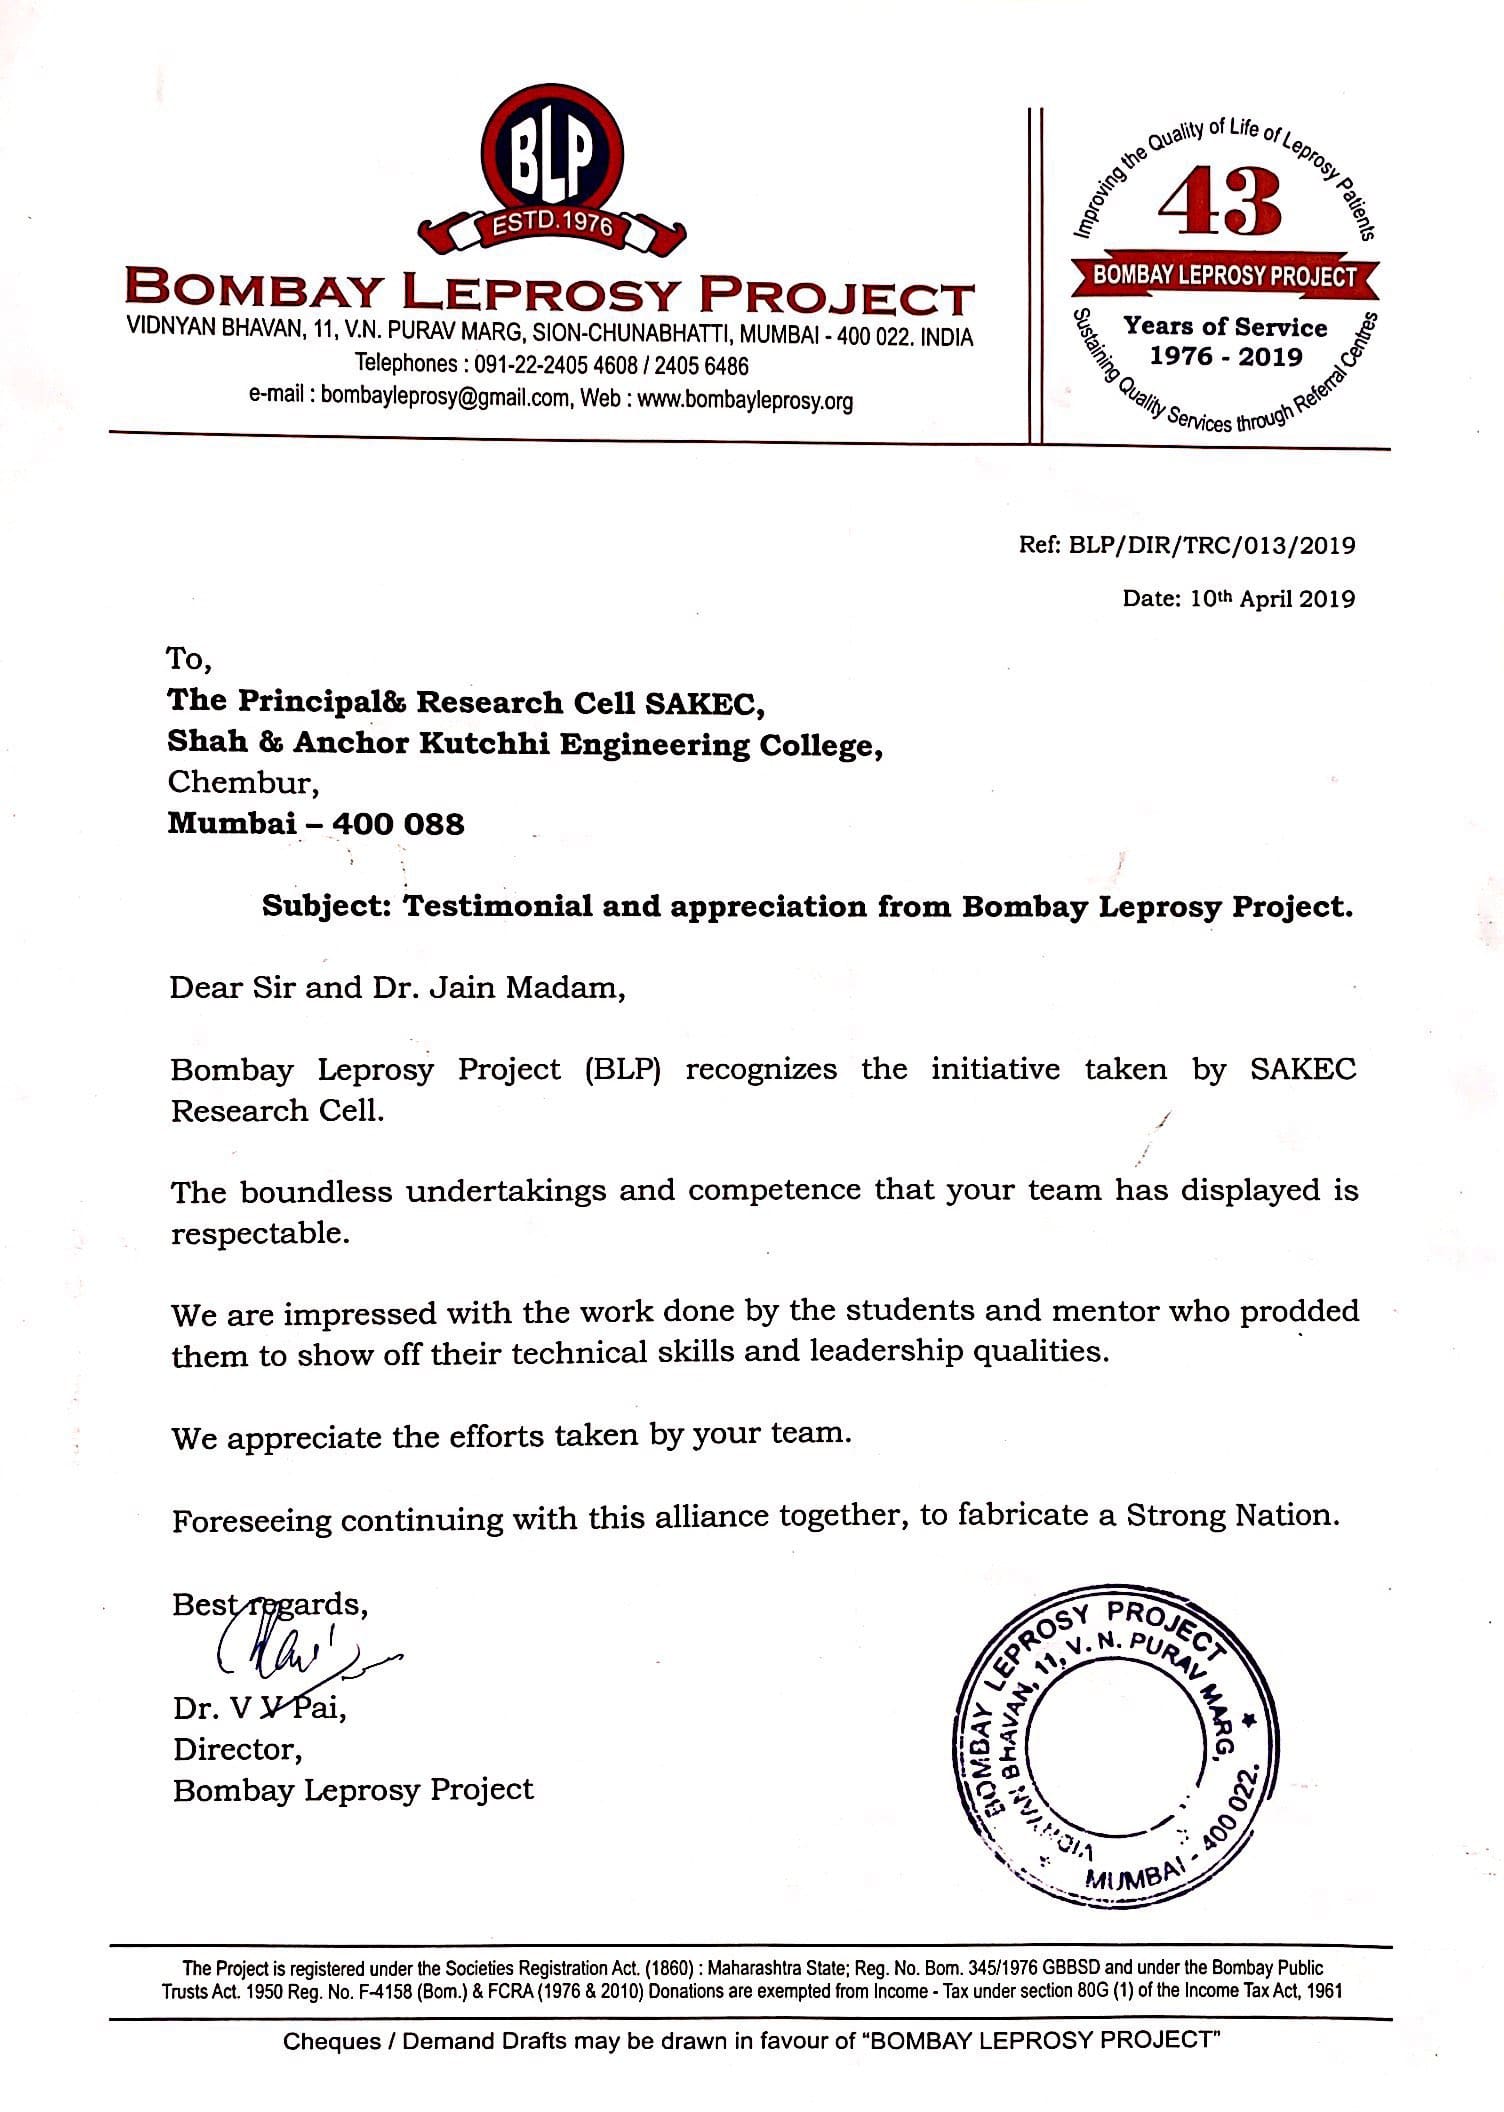 BLP
ESTD.1976
BOMBAY LEPROSY PROJECT
VIDNYAN BHAVAN, 11, V.N. PURAV MARG, SION-CHUNABHATTI, MUMBAI - 400 022. INDIA
Telephones : 091-22-2405 4608 / 2405 6486
e-mail : bombayleprosy@gmail.com, Web : www.bombayleprosy.org
Improving the Quality of Life of Leprosy Patients
43
BOMBAY LEPROSY PROJECT
Years of Service
1976 - 2019
Sustaining Quality Services through Referral Centres
Ref: BLP/DIR/TRC/013/2019
Date: 10th April 2019
To,
The Principal& Research Cell SAKEC,
Shah & Anchor Kutchhi Engineering College,
Chembur,
Mumbai – 400 088
Subject: Testimonial and appreciation from Bombay Leprosy Project.
Dear Sir and Dr. Jain Madam,
Bombay Leprosy Project (BLP) recognizes the initiative taken by SAKEC
Research Cell.
The boundless undertakings and competence that your team has displayed is
respectable.
We are impressed with the work done by the students and mentor who prodded
them to show off their technical skills and leadership qualities.
We appreciate the efforts taken by your team.
Foreseeing continuing with this alliance together, to fabricate a Strong Nation.
Best regards,
Dr. V V Pai,
Director,
Bombay Leprosy Project
BOMBAY LEPROSY PROJECT
VIDNYAN BHAVAN, 11, V. N. PURAV MARG,
MUMBAI - 400 022.
The Project is registered under the Societies Registration Act. (1860) : Maharashtra State; Reg. No. Bom. 345/1976 GBBSD and under the Bombay Public
Trusts Act. 1950 Reg. No. F-4158 (Bom.) & FCRA (1976 & 2010) Donations are exempted from Income - Tax under section 80G (1) of the Income Tax Act, 1961
Cheques / Demand Drafts may be drawn in favour of “BOMBAY LEPROSY PROJECT”